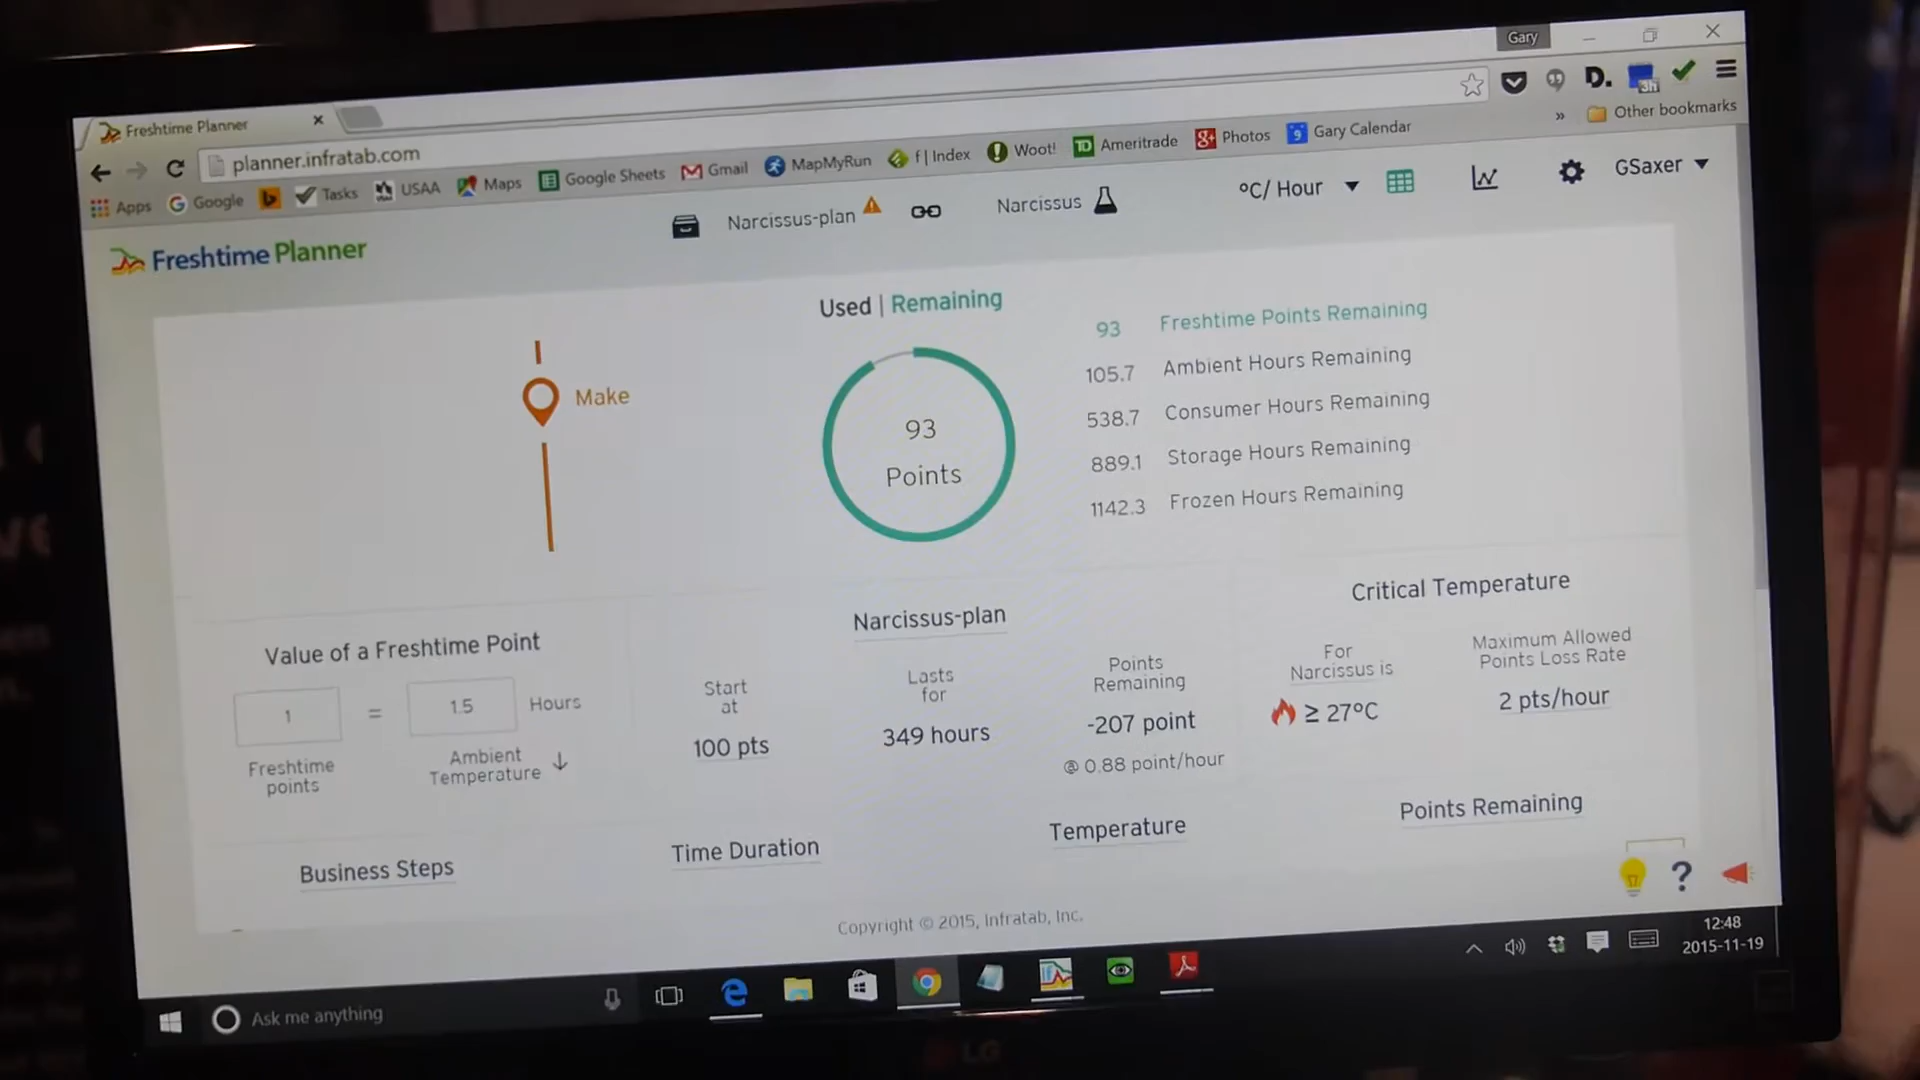 Gary
Freshtime Planner
planner.infratab.com
D.
3h
Apps
Google
Tasks
USAA
Maps
Google Sheets
Gmail
MapMyRun
f | Index
Woot!
TD
Ameritrade
g+
Photos
9
Gary Calendar
»
Other bookmarks
Freshtime Planner
Narcissus-plan
Narcissus
°C/ Hour
GSaxer
Used | Remaining
Make
93
Points
93 Freshtime Points Remaining
105.7 Ambient Hours Remaining
538.7 Consumer Hours Remaining
889.1 Storage Hours Remaining
1142.3 Frozen Hours Remaining
Value of a Freshtime Point
1 = 1.5 Hours
Freshtime
points
Ambient
Temperature
Narcissus-plan
Start
at
100 pts
Lasts
for
349 hours
Points
Remaining
-207 point
@ 0.88 point/hour
Critical Temperature
For
Narcissus is
≥ 27°C
Maximum Allowed
Points Loss Rate
2 pts/hour
Business Steps
Time Duration
Temperature
Points Remaining
?
Copyright © 2015, Infratab, Inc.
Ask me anything
12:48
2015-11-19
LG